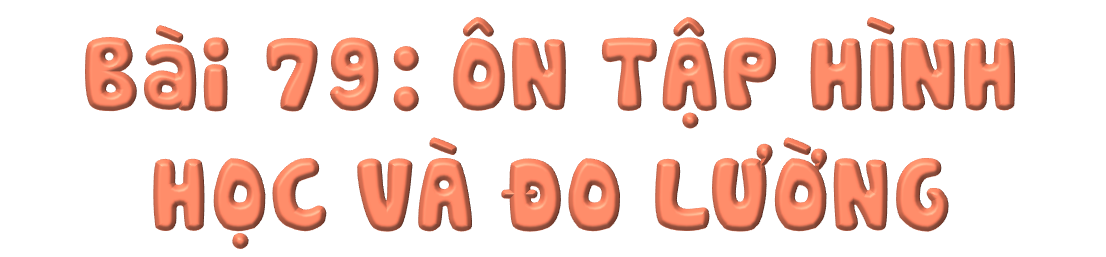 Bài 79: ÔN TẬP HÌNH
HỌC VÀ ĐO LƯỜNG